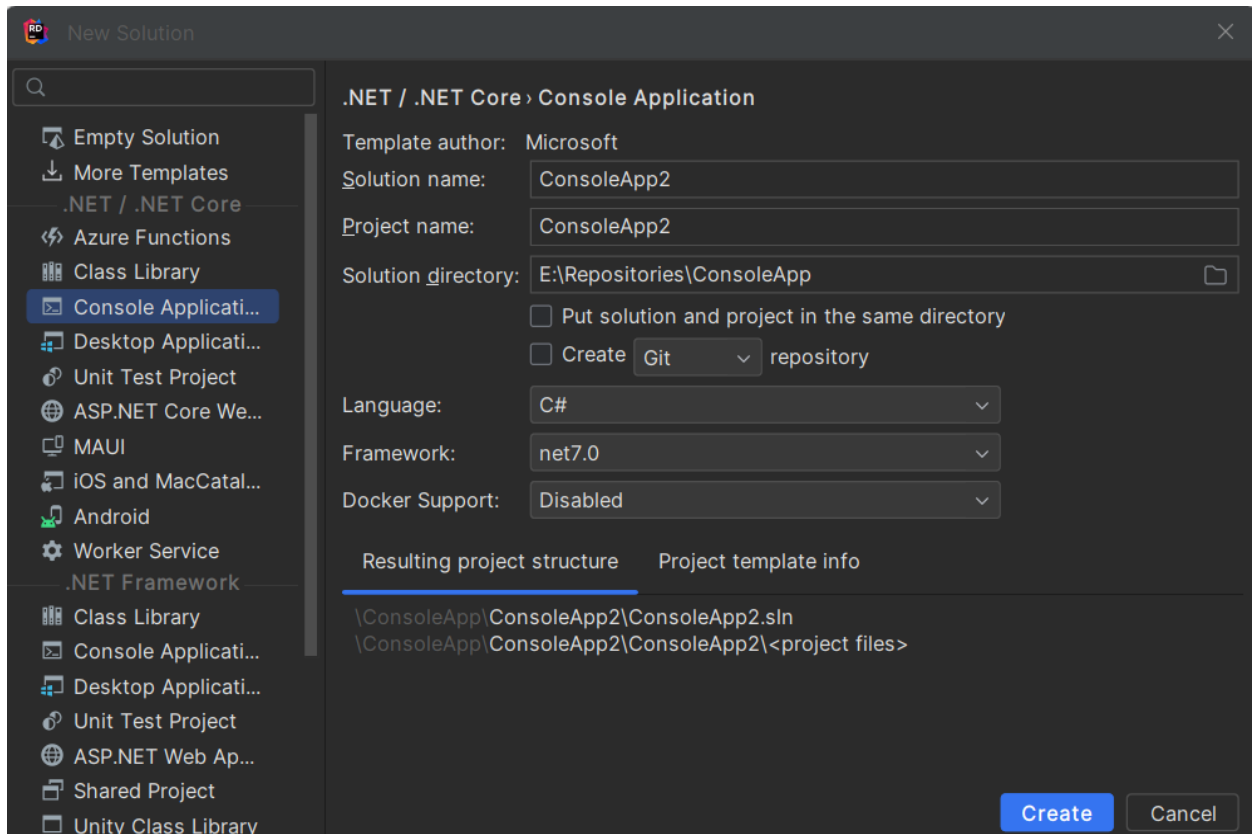 RD
New Solution
Empty Solution
More Templates
.NET / .NET Core
Azure Functions
Class Library
Console Applicati...
Desktop Applicati...
Unit Test Project
ASP.NET Core We...
MAUI
iOS and MacCatal...
Android
Worker Service
.NET Framework
Class Library
Console Applicati...
Desktop Applicati...
Unit Test Project
ASP.NET Web Ap...
Shared Project
Unity Class Library
.NET / .NET Core › Console Application
Template author: Microsoft
Solution name: ConsoleApp2
Project name: ConsoleApp2
Solution directory: E:\Repositories\ConsoleApp
Put solution and project in the same directory
Create Git repository
Language: C#
Framework: net7.0
Docker Support: Disabled
Resulting project structure Project template info
\ConsoleApp\ConsoleApp2\ConsoleApp2.sln
\ConsoleApp\ConsoleApp2\ConsoleApp2\<project files>
Create Cancel